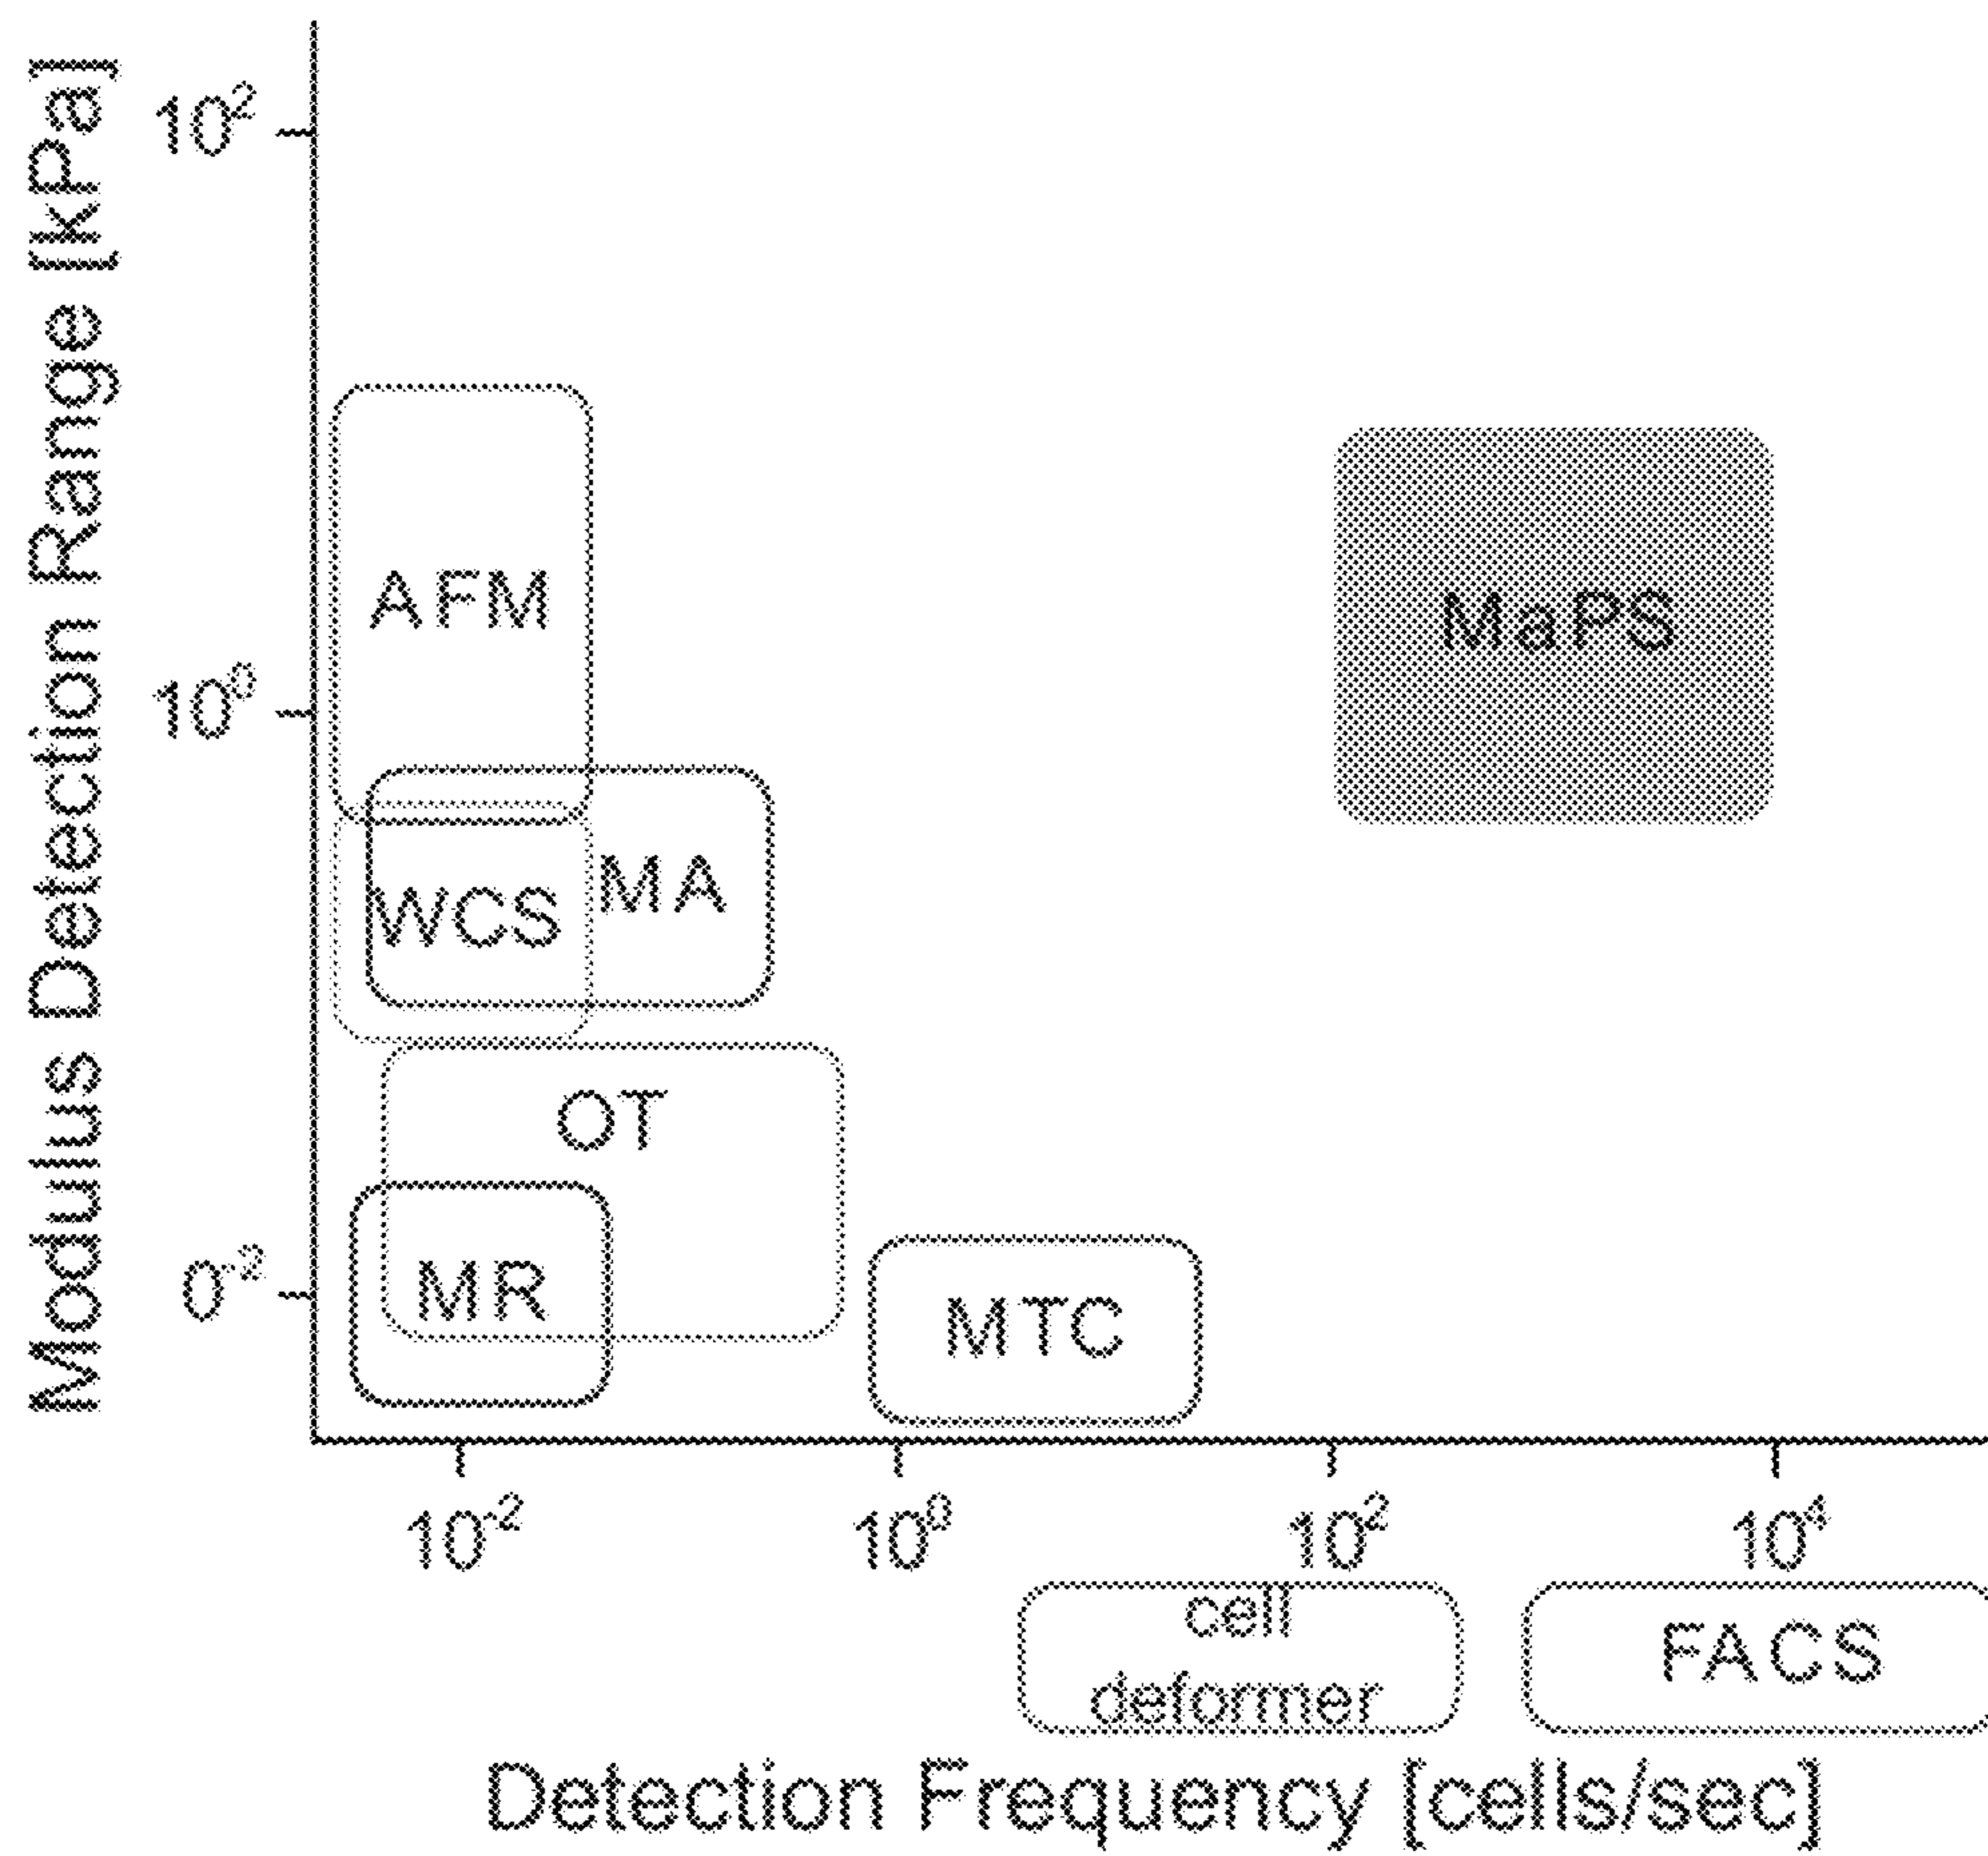 Modulus Detection Range [kPa]
10²
10⁰
0⁻²
AFM
MaPS
WCS
MA
OT
MR
MTC
10⁻²
10⁰
10²
10⁴
cell
deformer
FACS
Detection Frequency [cells/sec]